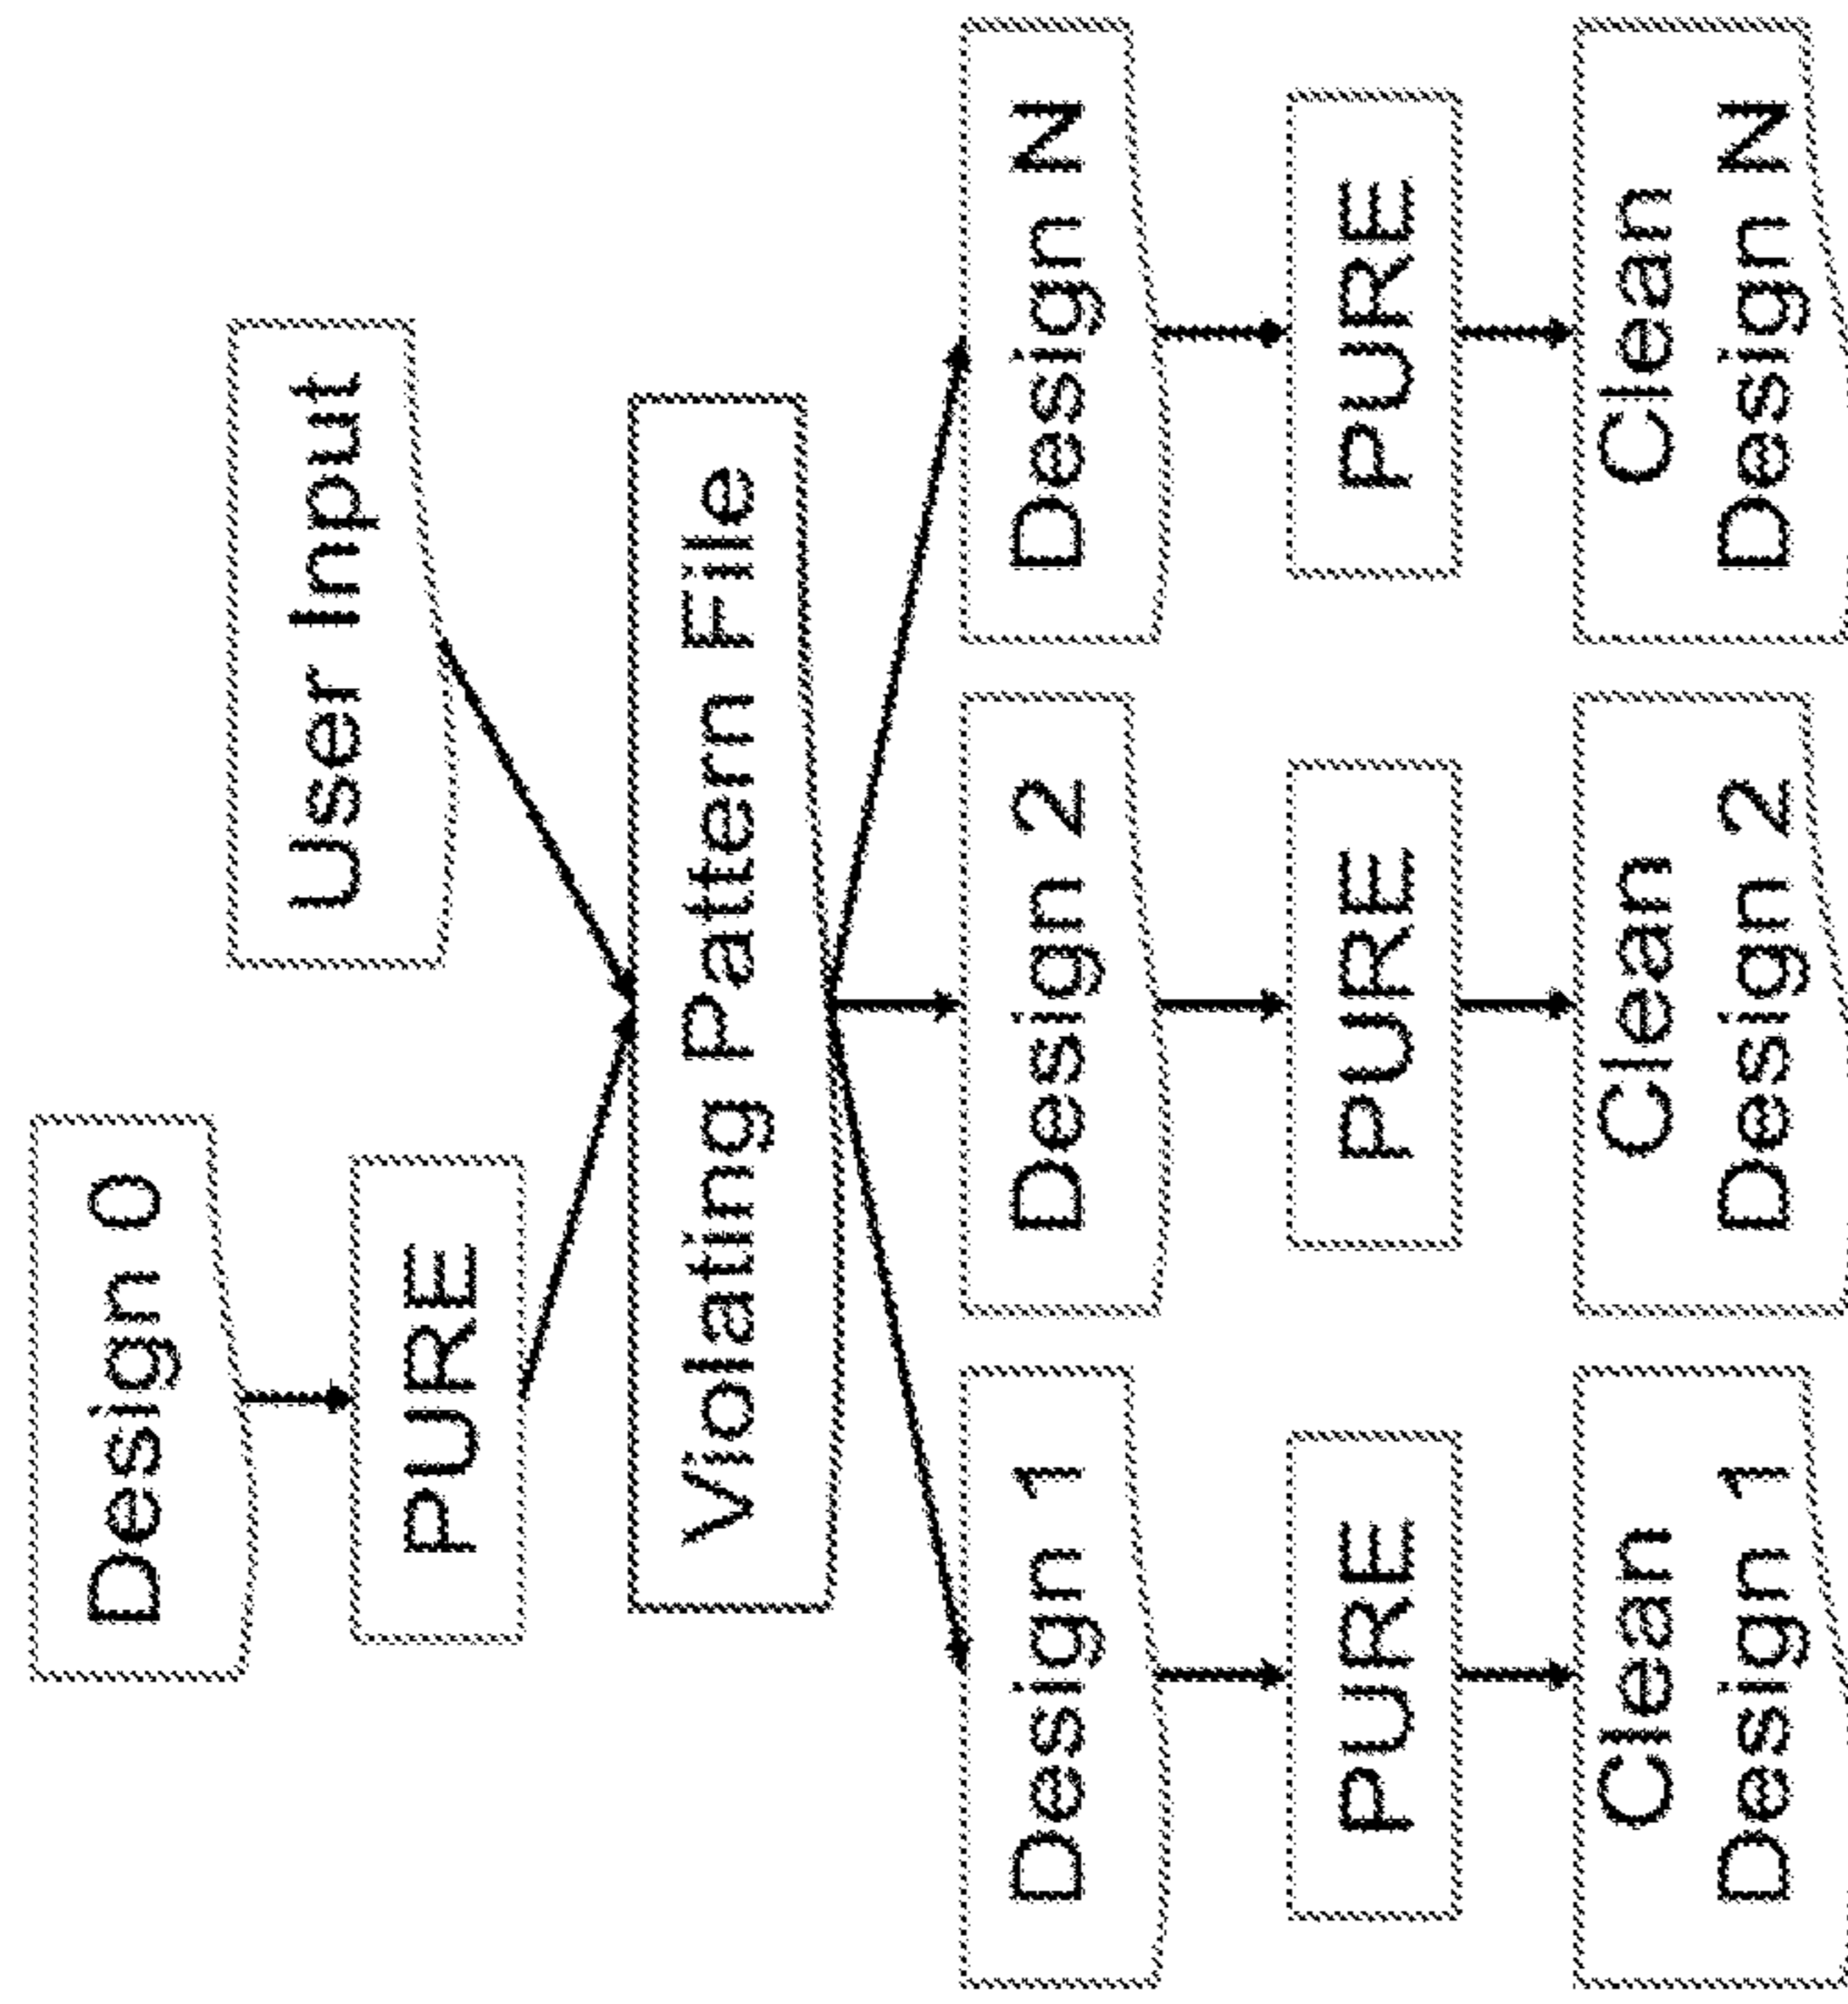 Design 0
User Input
PURE
Violating Pattern File
Design 1
Design 2
Design N
PURE
PURE
PURE
Clean
Design 1
Clean
Design 2
Clean
Design N